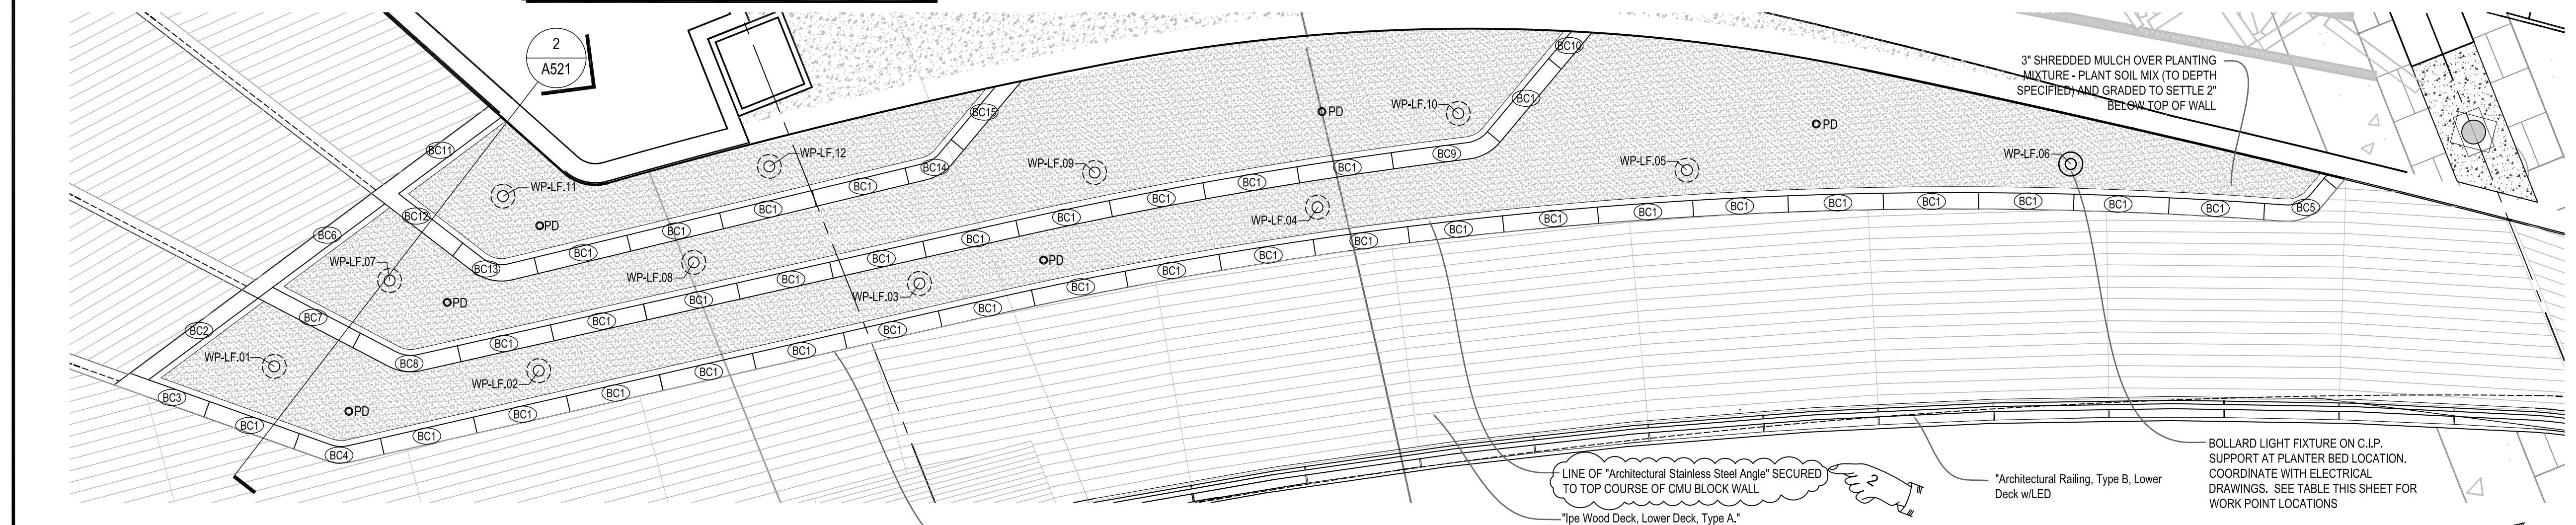 2
A521
3" SHREDDED MULCH OVER PLANTING
MIXTURE - PLANT SOIL MIX (TO DEPTH
SPECIFIED) AND GRADED TO SETTLE 2"
BELOW TOP OF WALL
BC10
BC1
BC15
WP-LF.10
PD
PD
BC11
WP-LF.12
BC14
WP-LF.09
BC1
BC9
WP-LF.05
WP-LF.06
WP-LF.11
BC1
BC1
BC12
PD
BC1
BC1
BC1
WP-LF.04
BC1
BC1
BC1
BC1
BC1
BC1
BC1
BC5
BC6
BC1
BC1
BC1
BC1
BC1
WP-LF.07
BC13
BC1
WP-LF.08
BC1
PD
BC1
BC1
PD
BC1
WP-LF.03
BC1
BC7
BC1
BC1
BC1
BC2
BC1
BC1
WP-LF.01
BC8
BC1
WP-LF.02
BC1
BC3
BC1
PD
BC1
BC1
BC1
BC4
LINE OF "Architectural Stainless Steel Angle" SECURED
TO TOP COURSE OF CMU BLOCK WALL
2
"Ipe Wood Deck, Lower Deck, Type A."
"Architectural Railing, Type B, Lower
Deck w/LED
BOLLARD LIGHT FIXTURE ON C.I.P.
SUPPORT AT PLANTER BED LOCATION.
COORDINATE WITH ELECTRICAL
DRAWINGS. SEE TABLE THIS SHEET FOR
WORK POINT LOCATIONS